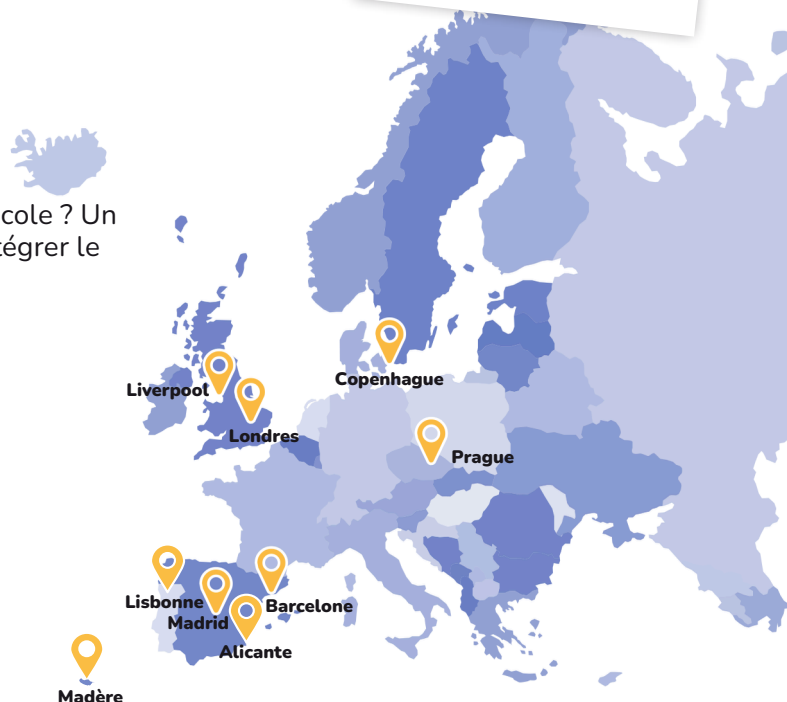 cole ? Un
tégrer le
Copenhague
Liverpool
Londres
Prague
Lisbonne
Barcelone
Madrid
Alicante
Madère